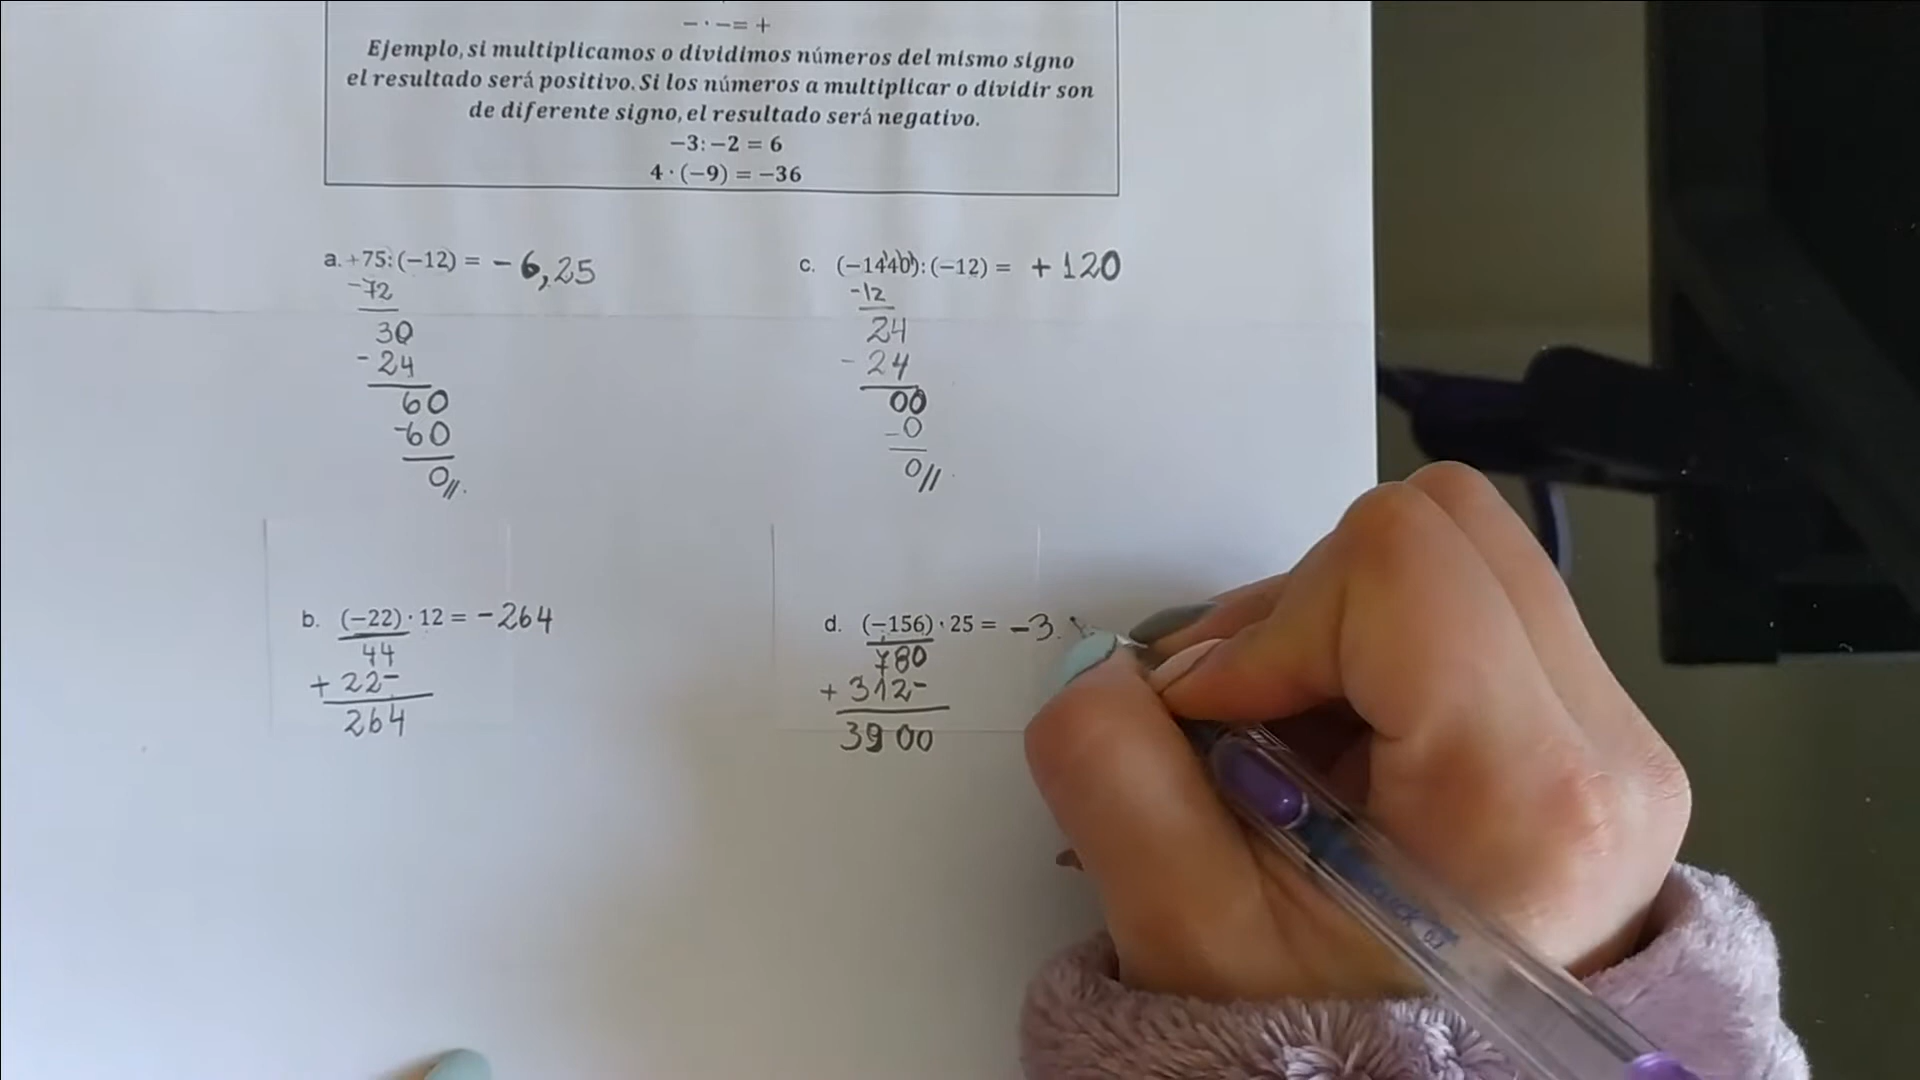 − · −= +
Ejemplo, si multiplicamos o dividimos números del mismo signo
el resultado será positivo. Si los números a multiplicar o dividir son
de diferente signo, el resultado será negativo.
−3: −2 = 6
4 · (−9) = −36
a. +75: (−12) = - 6,25
-72
30
- 24
60
-60
0//.
c. (−1440): (−12) = + 120
-12
24
- 24
00
-0
0//.
b. (−22) · 12 = -264
44
+ 22-
264
d. (−156) · 25 = -3.
780
+ 312-
3900